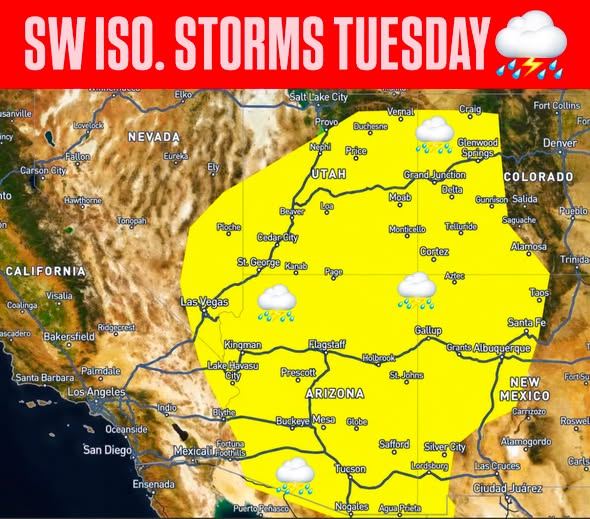 SW ISO. STORMS TUESDAY
Elko
Salt Lake City
Vernal
Craig
Fort Collins
Lovelock
Provo
Duchesne
NEVADA
Nephi
Price
Glenwood
Springs
Denver
Fallon
Eureka
Carson City
Ely
UTAH
Grand Junction
COLORADO
Delta
Hawthorne
Moab
Gunnison
Salida
Loa
Beaver
Pueblo
Tonopah
Pioche
Monticello
Telluride
Saguache
Cedar City
Alamosa
Cortez
St. George
Kanab
Page
Aztec
CALIFORNIA
Visalia
Coalinga
Taos
Las Vegas
Ridgecrest
Bakersfield
Santa Fe
Kingman
Flagstaff
Gallup
Grants
Albuquerque
Holbrook
Lake Havasu
City
Prescott
St. Johns
Santa Barbara
Palmdale
Los Angeles
ARIZONA
NEW
MEXICO
Indio
Blythe
Carrizozo
Oceanside
Buckeye
Mesa
Globe
San Diego
Mexicali
Fortuna
Foothills
Safford
Silver City
Alamogordo
Tucson
Lordsburg
Las Cruces
Ensenada
Ciudad Juárez
Puerto Peñasco
Nogales
Agua Prieta